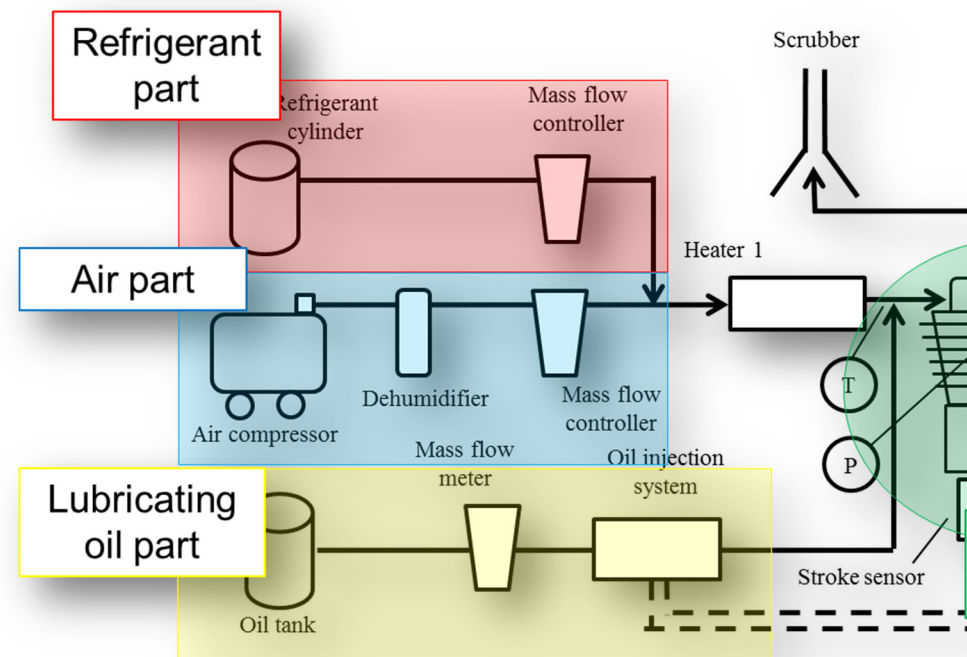 Refrigerant
part
Refrigerant
cylinder
Mass flow
controller
Scrubber
Air part
Heater 1
Dehumidifier
Mass flow
controller
Air compressor
T
P
Lubricating
oil part
Mass flow
meter
Oil injection
system
Stroke sensor
Oil tank